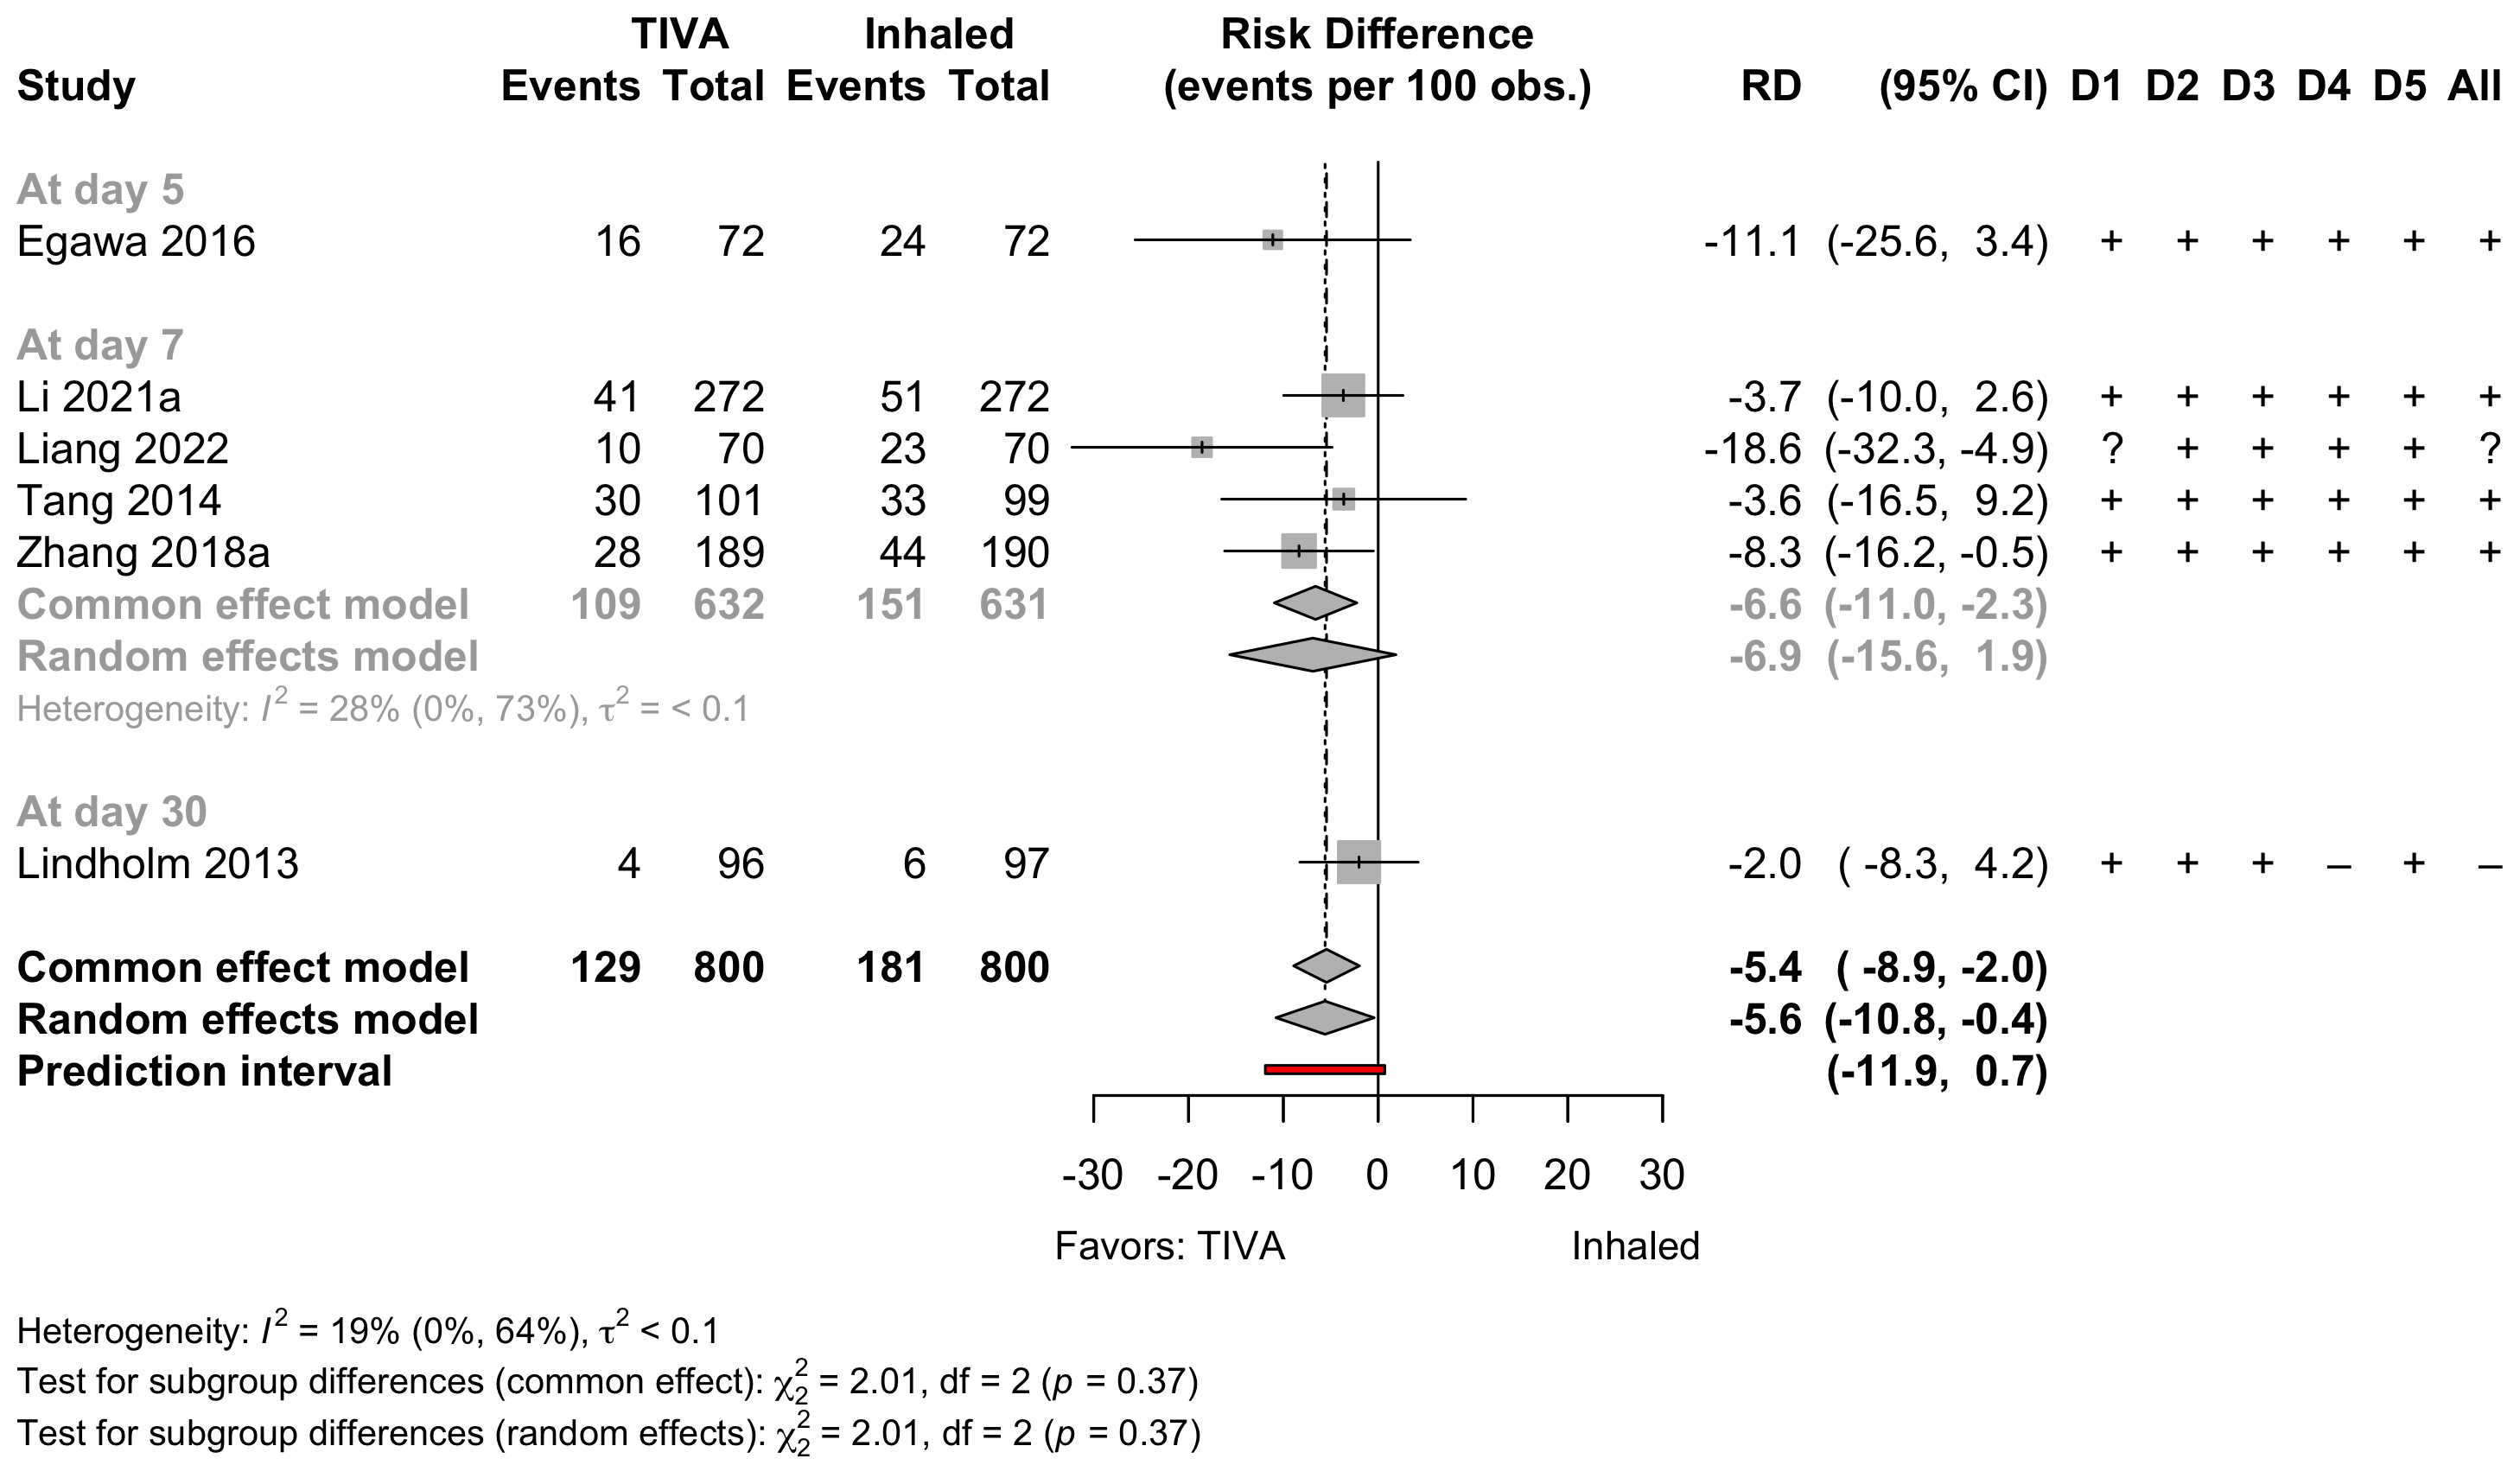 TIVA Inhaled Risk Difference
Study Events Total Events Total (events per 100 obs.) RD (95% CI) D1 D2 D3 D4 D5 All
At day 5
Egawa 2016 16 72 24 72 -11.1 (-25.6, 3.4) + + + + + +
At day 7
Li 2021a 41 272 51 272 -3.7 (-10.0, 2.6) + + + + + +
Liang 2022 10 70 23 70 -18.6 (-32.3, -4.9) ? + + + + ?
Tang 2014 30 101 33 99 -3.6 (-16.5, 9.2) + + + + + +
Zhang 2018a 28 189 44 190 -8.3 (-16.2, -0.5) + + + + + +
Common effect model 109 632 151 631 -6.6 (-11.0, -2.3)
Random effects model -6.9 (-15.6, 1.9)
Heterogeneity: I² = 28% (0%, 73%), τ² = < 0.1
At day 30
Lindholm 2013 4 96 6 97 -2.0 ( -8.3, 4.2) + + + – + –
Common effect model 129 800 181 800 -5.4 ( -8.9, -2.0)
Random effects model -5.6 (-10.8, -0.4)
Prediction interval (-11.9, 0.7)
-30 -20 -10 0 10 20 30
Favors: TIVA Inhaled
Heterogeneity: I² = 19% (0%, 64%), τ² < 0.1
Test for subgroup differences (common effect): χ²₂ = 2.01, df = 2 (p = 0.37)
Test for subgroup differences (random effects): χ²₂ = 2.01, df = 2 (p = 0.37)